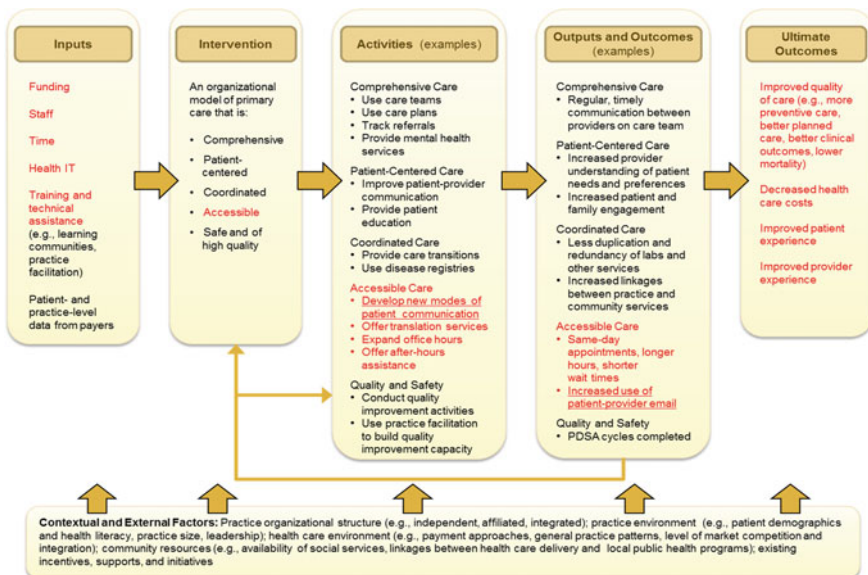 Inputs
Funding
Staff
Time
Health IT
Training and
technical
assistance
(e.g., learning
communities,
practice
facilitation)
Patient- and
practice-level
data from payers
Intervention
An organizational
model of primary
care that is:
• Comprehensive
• Patient-
centered
• Coordinated
• Accessible
• Safe and of
high quality
Activities (examples)
Comprehensive Care
• Use care teams
• Use care plans
• Track referrals
• Provide mental health
services
Patient-Centered Care
• Improve patient-provider
communication
• Provide patient
education
Coordinated Care
• Provide care transitions
• Use disease registries
Accessible Care
• Develop new modes of
patient communication
• Offer translation services
• Expand office hours
• Offer after-hours
assistance
Quality and Safety
• Conduct quality
improvement activities
• Use practice facilitation
to build quality
improvement capacity
Outputs and Outcomes
(examples)
Comprehensive Care
• Regular, timely
communication between
providers on care team
Patient-Centered Care
• Increased provider
understanding of patient
needs and preferences
• Increased patient and
family engagement
Coordinated Care
• Less duplication and
redundancy of labs and
other services
• Increased linkages
between practice and
community services
Accessible Care
• Same-day
appointments, longer
hours, shorter
wait times
• Increased use of
patient-provider email
Quality and Safety
• PDSA cycles completed
Ultimate
Outcomes
Improved quality
of care (e.g., more
preventive care,
better planned
care, better clinical
outcomes, lower
mortality)
Decreased health
care costs
Improved patient
experience
Improved provider
experience
Contextual and External Factors: Practice organizational structure (e.g., independent, affiliated, integrated); practice environment (e.g., patient demographics
and health literacy, practice size, leadership); health care environment (e.g., payment approaches, general practice patterns, level of market competition and
integration); community resources (e.g., availability of social services, linkages between health care delivery and local public health programs); existing
incentives, supports, and initiatives